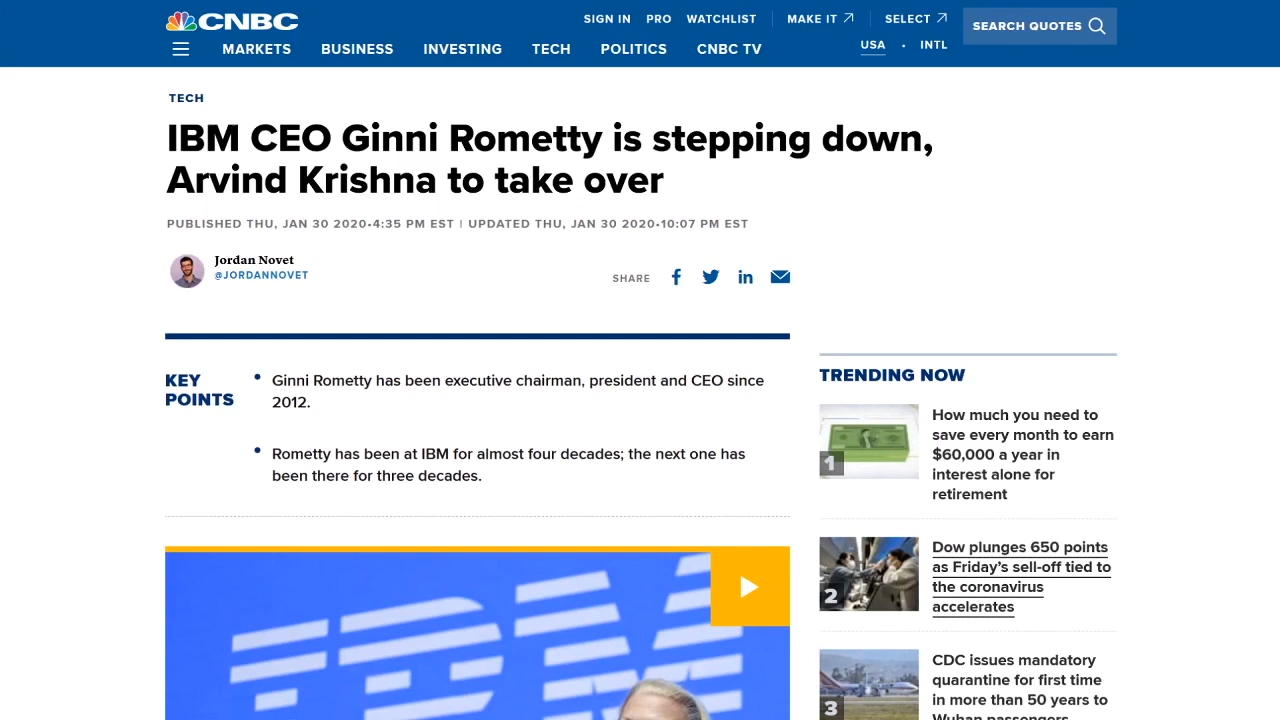 CNBC
SIGN IN
PRO
WATCHLIST
MAKE IT
SELECT
SEARCH QUOTES
MARKETS
BUSINESS
INVESTING
TECH
POLITICS
CNBC TV
USA • INTL
TECH
IBM CEO Ginni Rometty is stepping down,
Arvind Krishna to take over
PUBLISHED THU, JAN 30 2020•4:35 PM EST | UPDATED THU, JAN 30 2020•10:07 PM EST
Jordan Novet
@JORDANNOVET
SHARE
KEY
POINTS
• Ginni Rometty has been executive chairman, president and CEO since
2012.
• Rometty has been at IBM for almost four decades; the next one has
been there for three decades.
IBM
TRENDING NOW
1
How much you need to
save every month to earn
$60,000 a year in
interest alone for
retirement
2
Dow plunges 650 points
as Friday’s sell-off tied to
the coronavirus
accelerates
3
CDC issues mandatory
quarantine for first time
in more than 50 years to
Wuhan passengers